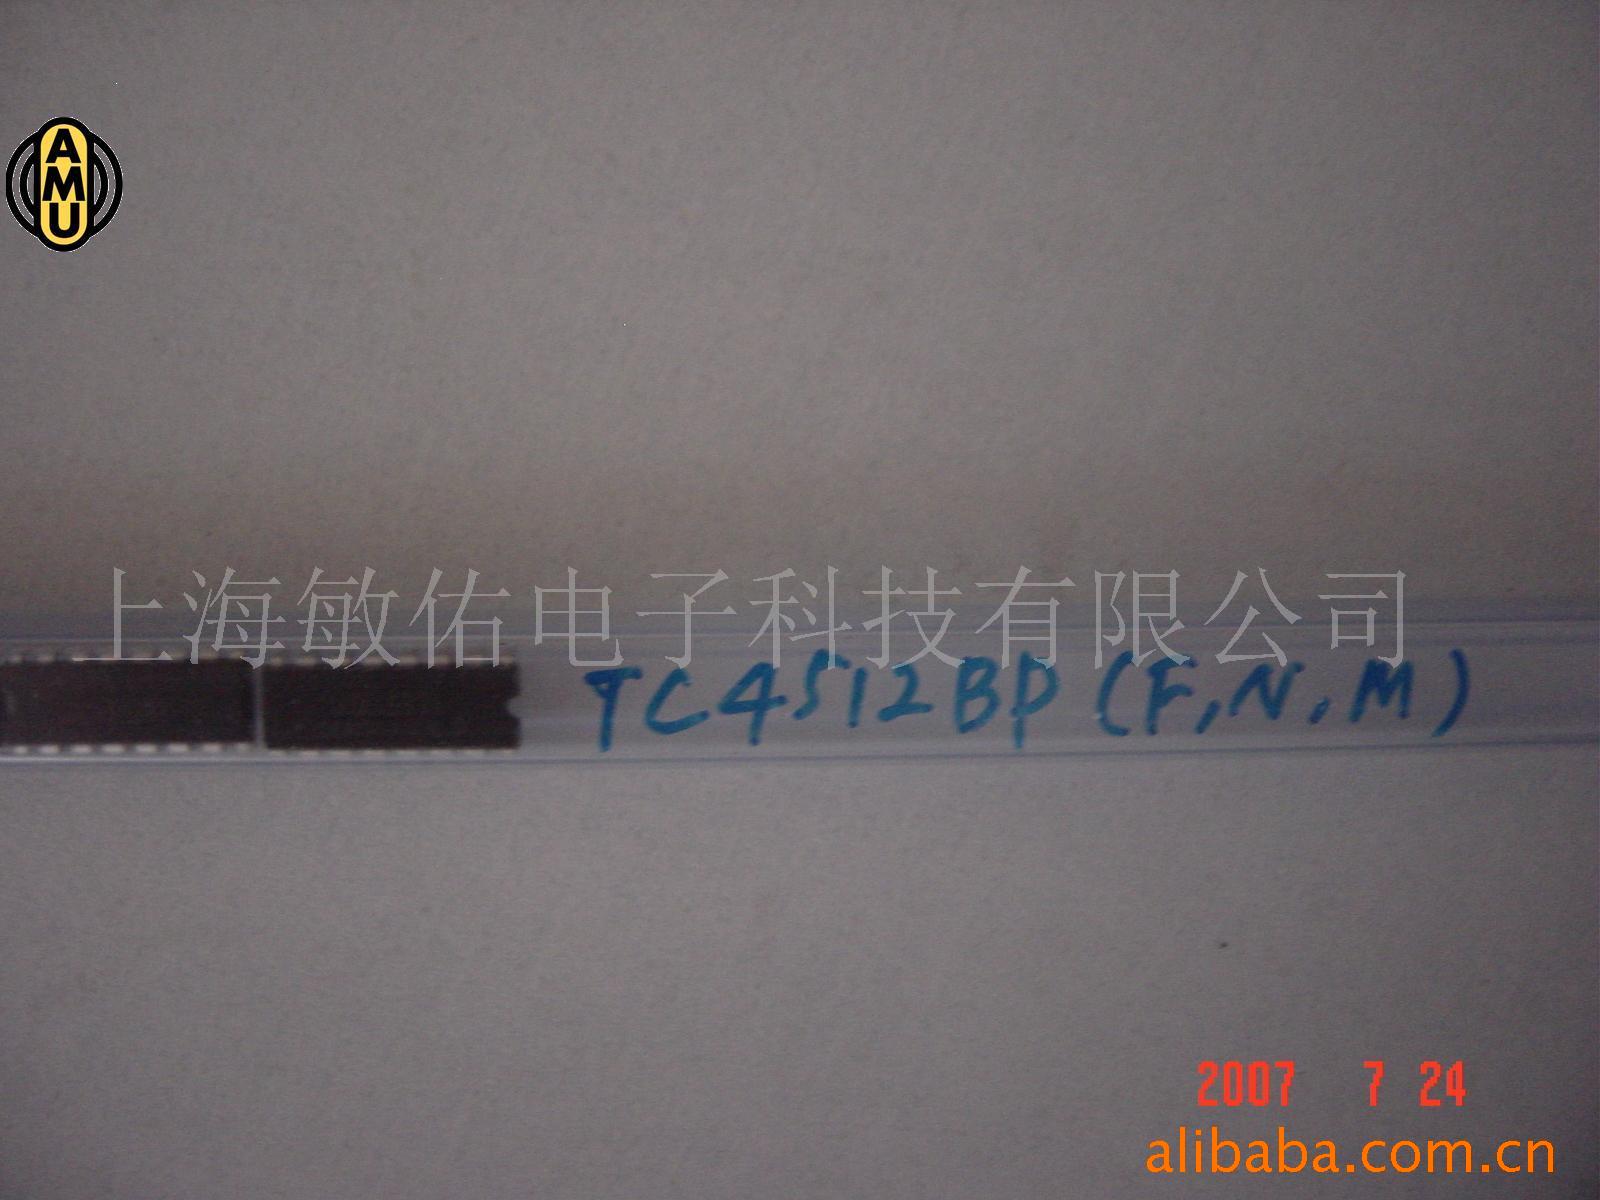 A
M
U
上海敏佑电子科技有限公司
TC4512BP(F,N,M)
2007 7 24
alibaba.com.cn